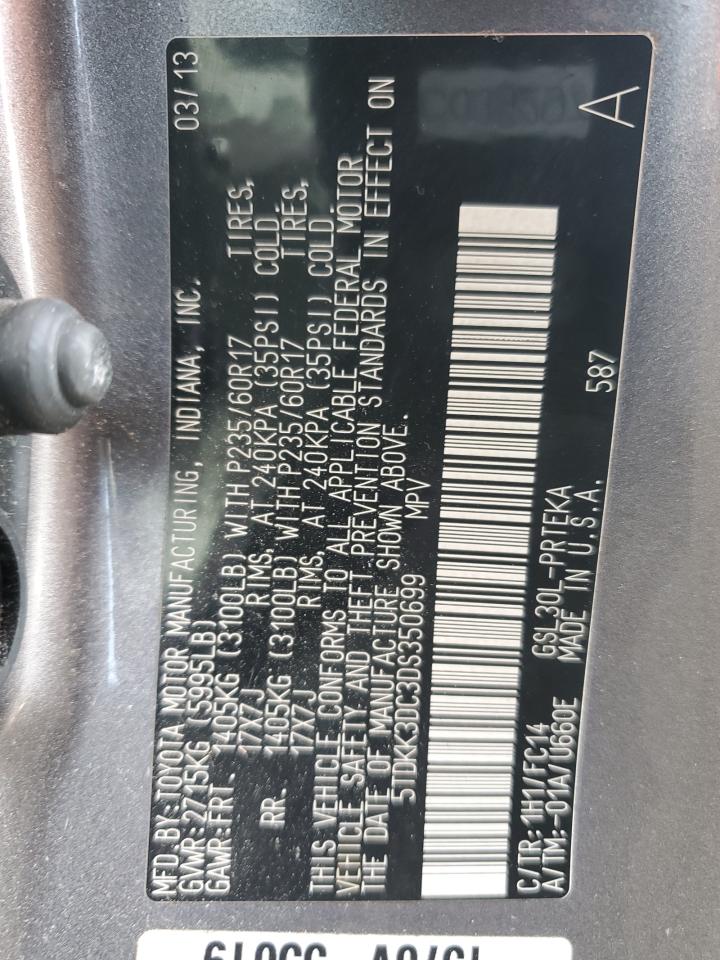 MFD.BY:TOYOTA MOTOR MANUFACTURING, INDIANA, INC. 03/13
GVWR:2715KG (5995LB)
GAWR:FRT. 1405KG (3100LB) WITH P235/60R17 TIRES,
17X7J RIMS, AT 240KPA (35PSI) COLD.
RR. 1405KG (3100LB) WITH P235/60R17 TIRES,
17X7J RIMS, AT 240KPA (35PSI) COLD.
THIS VEHICLE CONFORMS TO ALL APPLICABLE FEDERAL MOTOR
VEHICLE SAFETY AND THEFT PREVENTION STANDARDS IN EFFECT ON
THE DATE OF MANUFACTURE SHOWN ABOVE.
5TDKK3DC3DS350699 MPV
C/TR:1H1/FC14 GSL30L-PRTEKA 587 A
A/TM:-01A/U660E MADE IN U.S.A.